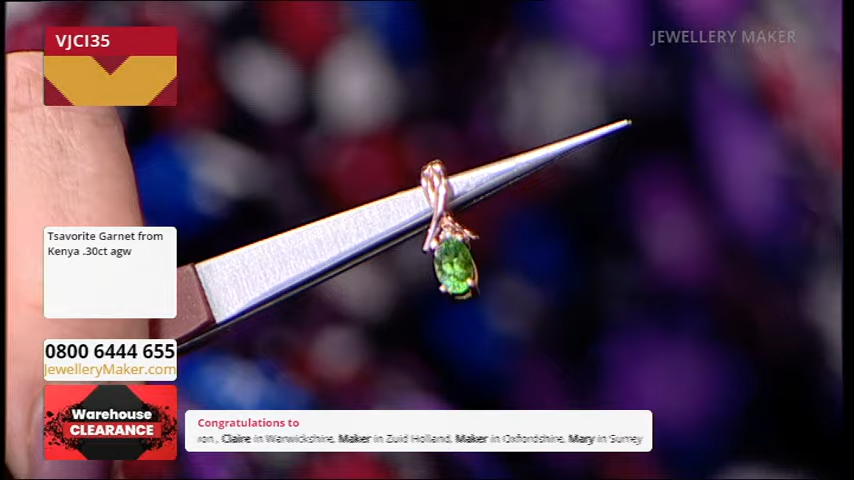 VJCI35
JEWELLERY MAKER
Tsavorite Garnet from
Kenya .30ct agw
0800 6444 655
JewelleryMaker.com
Warehouse
CLEARANCE
Congratulations to
Claire in Warwickshire, Maker in Zuid Holland, Maker in Oxfordshire, Mary in Surrey